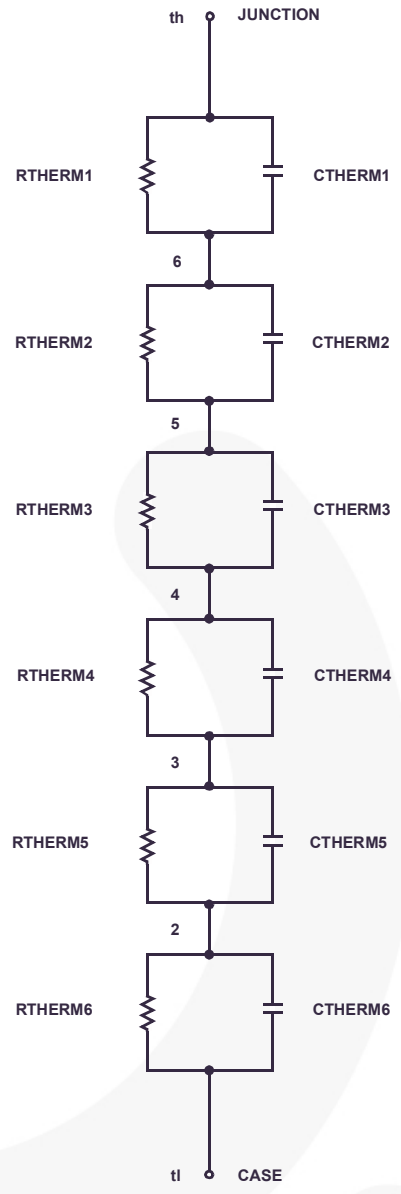 th JUNCTION
RTHERM1 CTHERM1
6
RTHERM2 CTHERM2
5
RTHERM3 CTHERM3
4
RTHERM4 CTHERM4
3
RTHERM5 CTHERM5
2
RTHERM6 CTHERM6
tl CASE